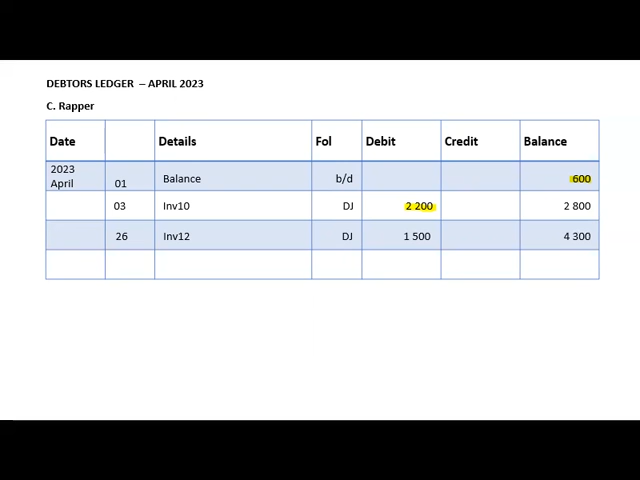 DEBTORS LEDGER – APRIL 2023
C. Rapper
Date Details Fol Debit Credit Balance
2023
April 01 Balance b/d 600
03 Inv10 DJ 2 200 2 800
26 Inv12 DJ 1 500 4 300